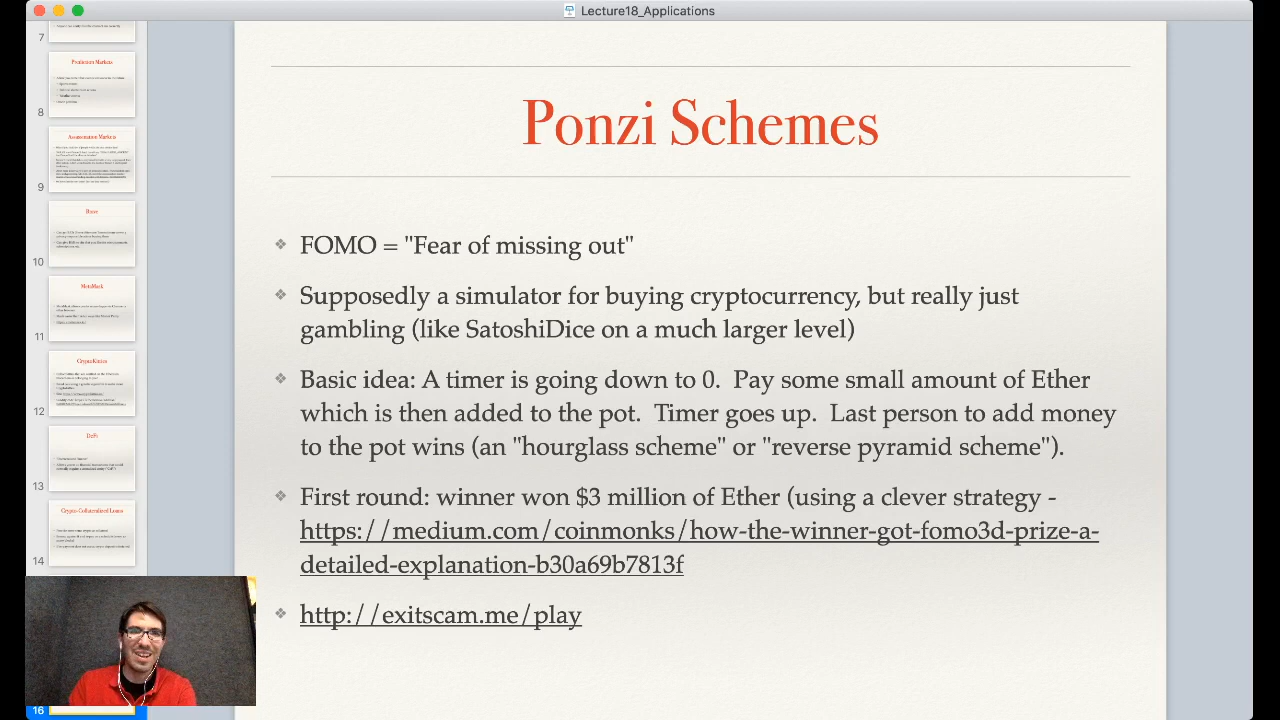 Lecture18_Applications
7
Prediction Markets
8
Assassination Markets
9
10
MetaMask
11
CryptoKitties
12
DeFi
13
Crypto-Collateralized Loans
14
16
Ponzi Schemes
FOMO = "Fear of missing out"
Supposedly a simulator for buying cryptocurrency, but really just
gambling (like SatoshiDice on a much larger level)
Basic idea: A timer is going down to 0. Pay some small amount of Ether
which is then added to the pot. Timer goes up. Last person to add money
to the pot wins (an "hourglass scheme" or "reverse pyramid scheme").
First round: winner won $3 million of Ether (using a clever strategy -
https://medium.com/coinmonks/how-the-winner-got-fomo3d-prize-a-
detailed-explanation-b30a69b7813f
http://exitscam.me/play